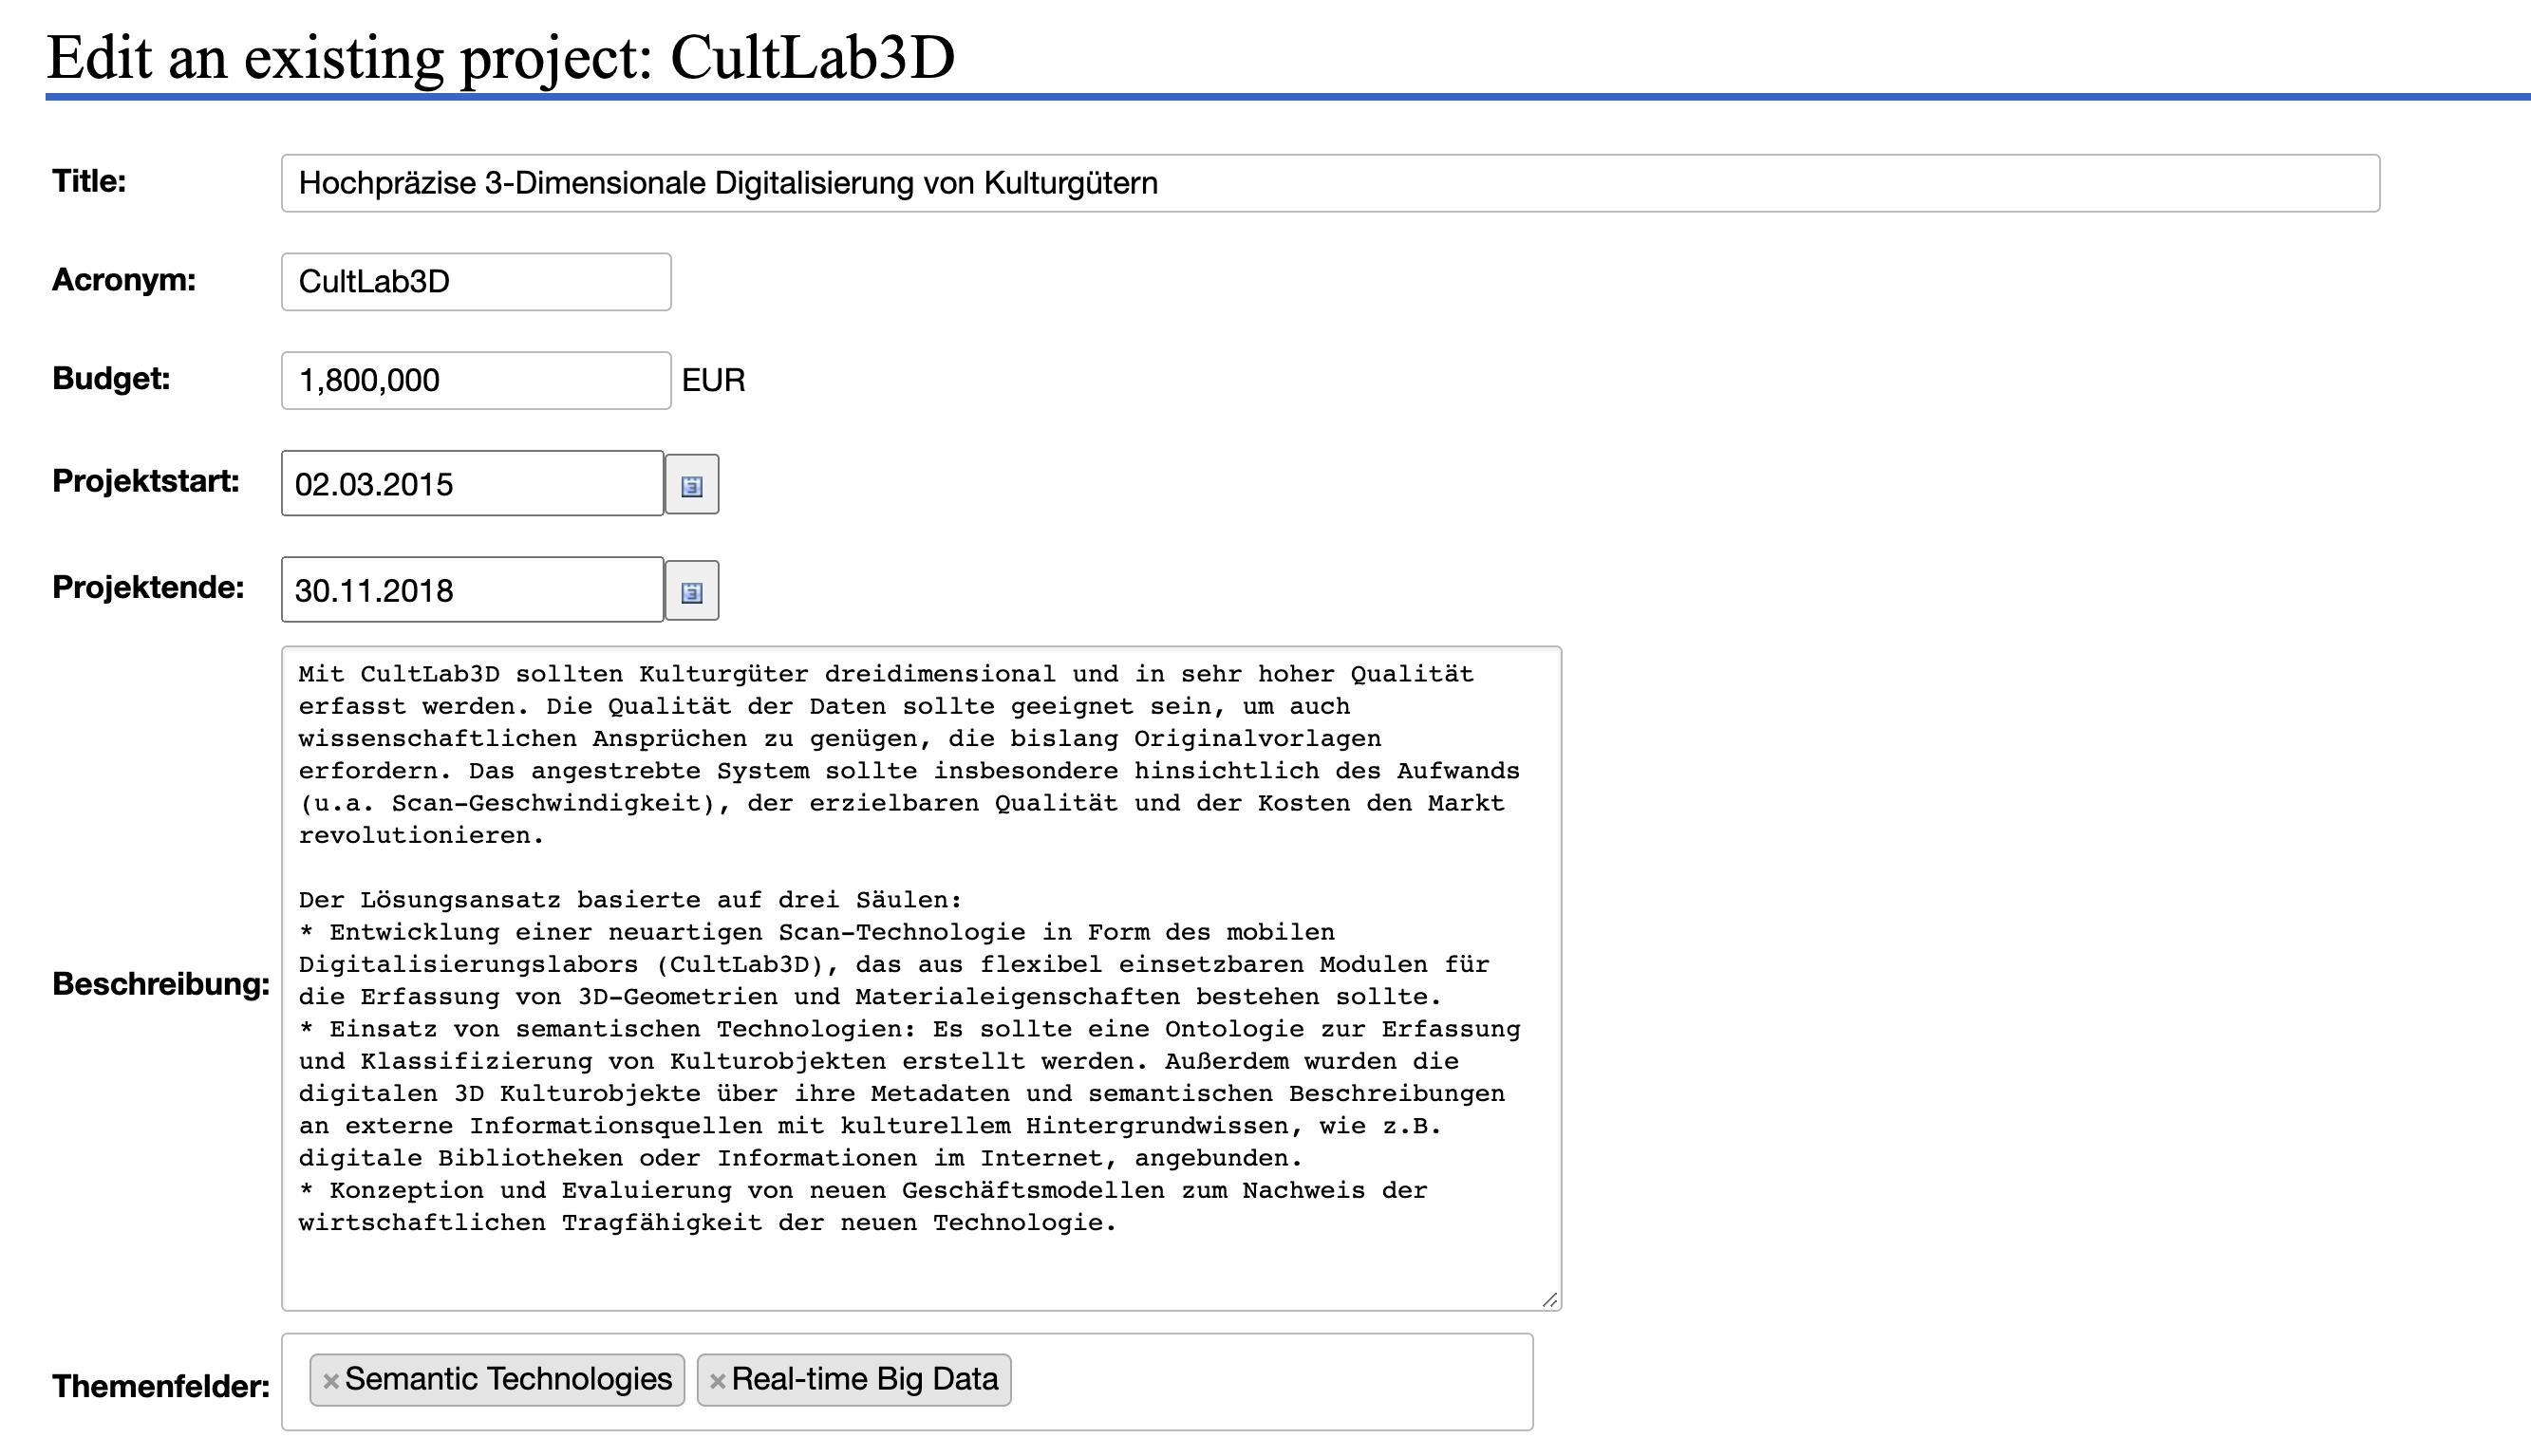 Edit an existing project: CultLab3D
Title:
Hochpräzise 3-Dimensionale Digitalisierung von Kulturgütern
Acronym:
CultLab3D
Budget:
1,800,000 EUR
Projektstart:
02.03.2015
Projektende:
30.11.2018
Beschreibung:
Mit CultLab3D sollten Kulturgüter dreidimensional und in sehr hoher Qualität
erfasst werden. Die Qualität der Daten sollte geeignet sein, um auch
wissenschaftlichen Ansprüchen zu genügen, die bislang Originalvorlagen
erfordern. Das angestrebte System sollte insbesondere hinsichtlich des Aufwands
(u.a. Scan-Geschwindigkeit), der erzielbaren Qualität und der Kosten den Markt
revolutionieren.
Der Lösungsansatz basierte auf drei Säulen:
* Entwicklung einer neuartigen Scan-Technologie in Form des mobilen
Digitalisierungslabors (CultLab3D), das aus flexibel einsetzbaren Modulen für
die Erfassung von 3D-Geometrien und Materialeigenschaften bestehen sollte.
* Einsatz von semantischen Technologien: Es sollte eine Ontologie zur Erfassung
und Klassifizierung von Kulturobjekten erstellt werden. Außerdem wurden die
digitalen 3D Kulturobjekte über ihre Metadaten und semantischen Beschreibungen
an externe Informationsquellen mit kulturellem Hintergrundwissen, wie z.B.
digitale Bibliotheken oder Informationen im Internet, angebunden.
* Konzeption und Evaluierung von neuen Geschäftsmodellen zum Nachweis der
wirtschaftlichen Tragfähigkeit der neuen Technologie.
Themenfelder:
×Semantic Technologies ×Real-time Big Data